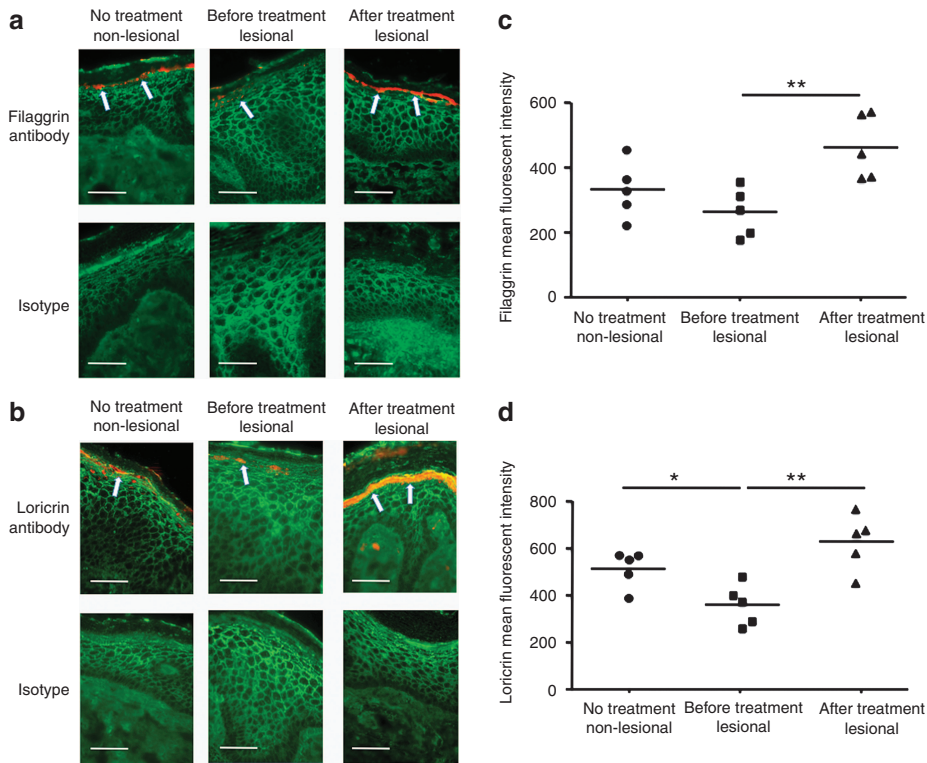 a
No treatment
non-lesional
Before treatment
lesional
After treatment
lesional
Filaggrin
antibody
Isotype
b
No treatment
non-lesional
Before treatment
lesional
After treatment
lesional
Loricrin
antibody
Isotype
c
Filaggrin mean fluorescent intensity
**
600
400
200
0
No treatment
non-lesional
Before treatment
lesional
After treatment
lesional
d
Loricrin mean fluorescent intensity
*
**
800
600
400
200
0
No treatment
non-lesional
Before treatment
lesional
After treatment
lesional